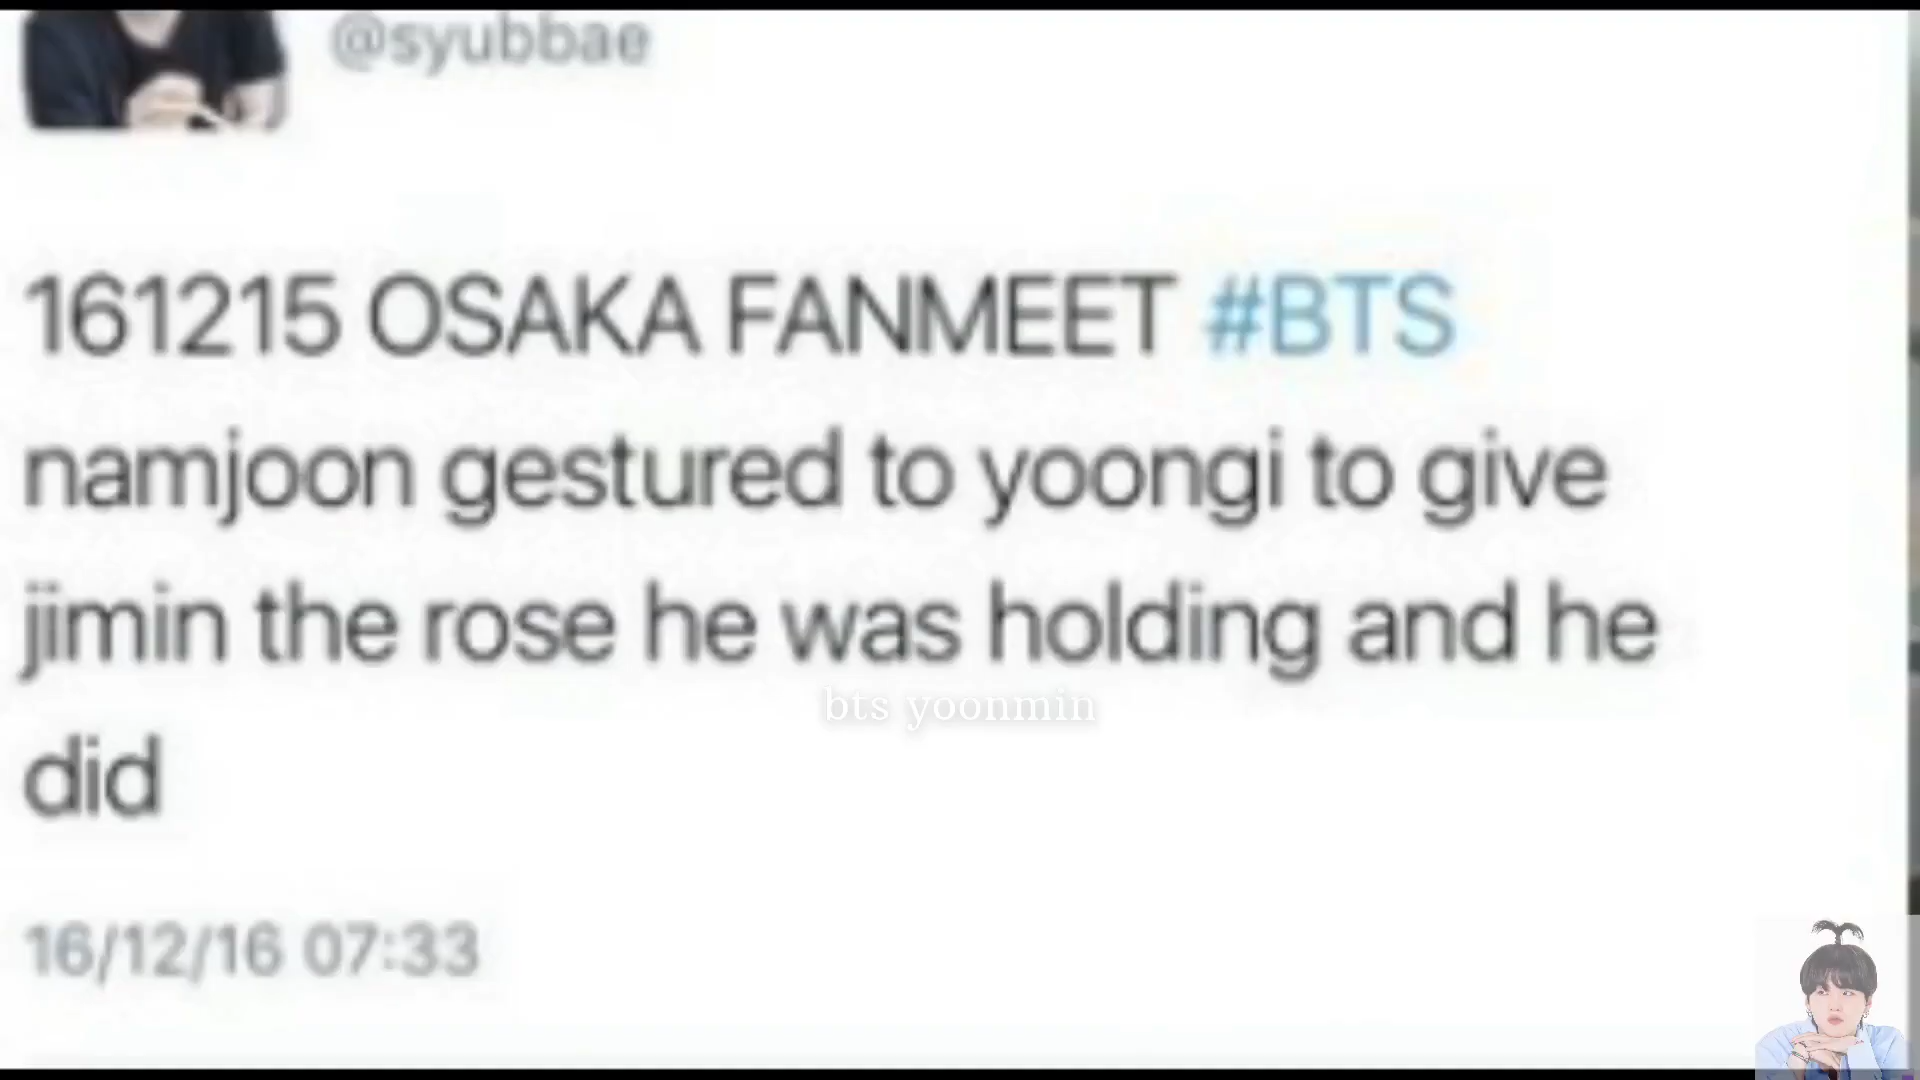 @syubbae
161215 OSAKA FANMEET #BTS
namjoon gestured to yoongi to give
jimin the rose he was holding and he
did
bts yoonmin
16/12/16 07:33